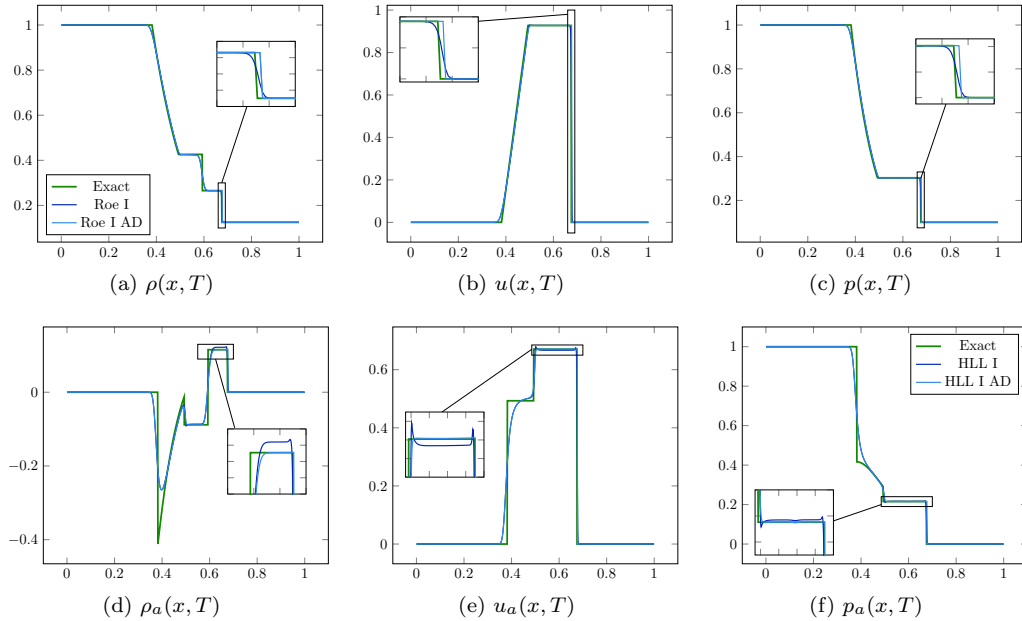 1
0.8
0.6
0.4
0.2
0 0.2 0.4 0.6 0.8 1
Exact
Roe I
Roe I AD
(a) ρ(x, T)
1
0.8
0.6
0.4
0.2
0
0 0.2 0.4 0.6 0.8 1
(b) u(x, T)
1
0.8
0.6
0.4
0.2
0 0.2 0.4 0.6 0.8 1
(c) p(x, T)
0
−0.2
−0.4
0 0.2 0.4 0.6 0.8 1
(d) ρa(x, T)
0.6
0.4
0.2
0
0 0.2 0.4 0.6 0.8 1
(e) ua(x, T)
1
0.8
0.6
0.4
0.2
0
0 0.2 0.4 0.6 0.8 1
Exact
HLL I
HLL I AD
(f) pa(x, T)